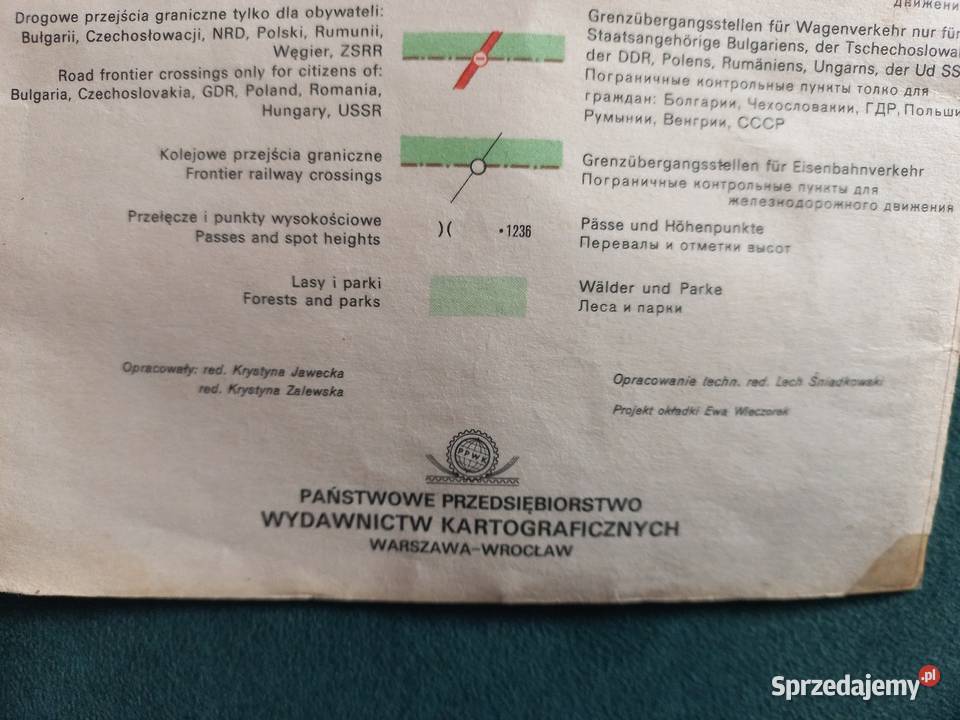 движени
Drogowe przejścia graniczne tylko dla obywateli:
Bułgarii, Czechosłowacji, NRD, Polski, Rumunii,
Węgier, ZSRR
Road frontier crossings only for citizens of:
Bulgaria, Czechoslovakia, GDR, Poland, Romania,
Hungary, USSR
Grenzübergangsstellen für Wagenverkehr nur für
Staatsangehörige Bulgariens, der Tschechoslowa
der DDR, Polens, Rumäniens, Ungarns, der Ud SS
Пограничные контрольные пункты только для
граждан: Болгарии, Чехословакии, ГДР, Польши
Румынии, Венгрии, СССР
Kolejowe przejścia graniczne
Frontier railway crossings
Grenzübergangsstellen für Eisenbahnverkehr
Пограничные контрольные пункты для
железнодорожного движения
Przełęcze i punkty wysokościowe
Passes and spot heights
)( •1236
Pässe und Höhenpunkte
Перевалы и отметки высот
Lasy i parki
Forests and parks
Wälder und Parke
Леса и парки
Opracowały: red. Krystyna Jawecka
red. Krystyna Zalewska
Opracowanie techn. red. Lech Śniadkowski
Projekt okładki Ewa Wieczorek
PPWK
PAŃSTWOWE PRZEDSIĘBIORSTWO
WYDAWNICTW KARTOGRAFICZNYCH
WARSZAWA–WROCŁAW
Sprzedajemy.pl